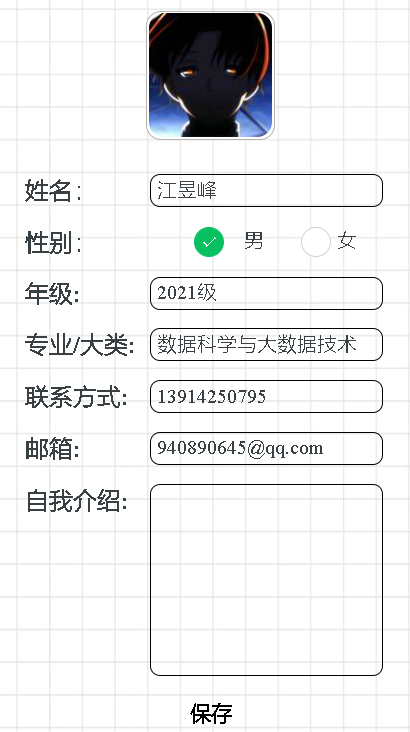 姓名: 江昱峰
性别: 男 女
年级: 2021级
专业/大类: 数据科学与大数据技术
联系方式: 13914250795
邮箱: 940890645@qq.com
自我介绍:
保存